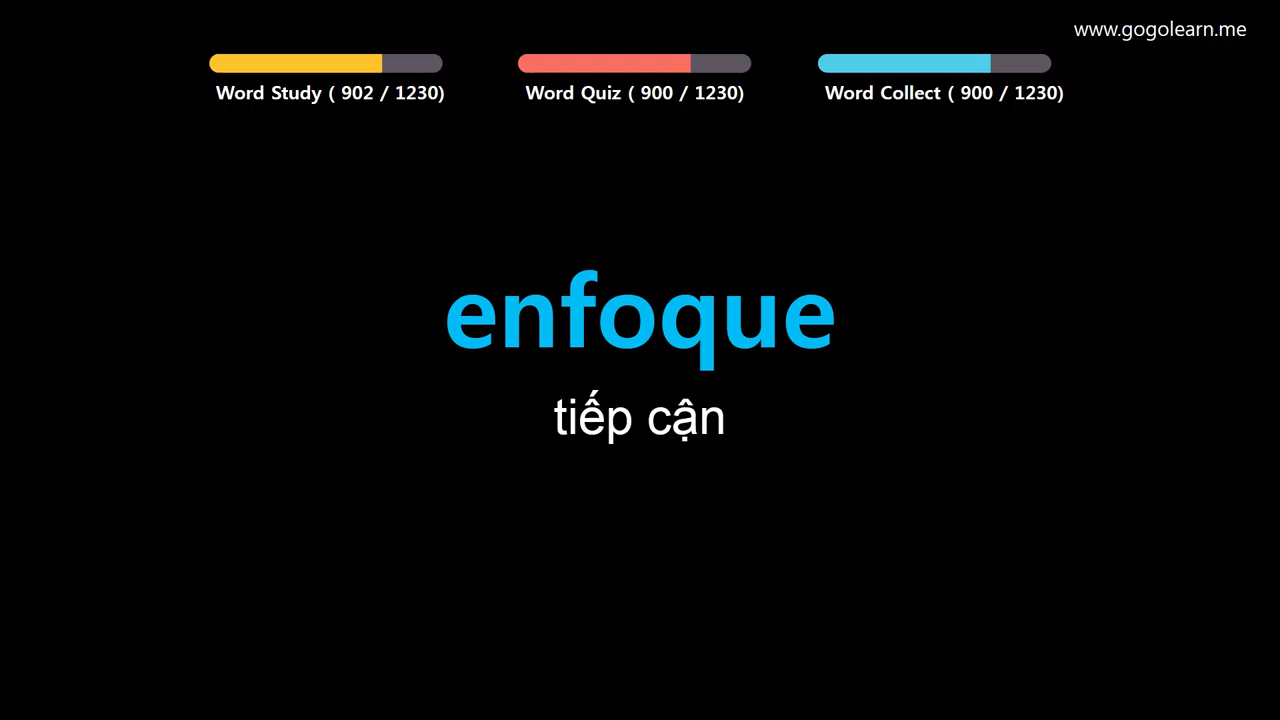 www.gogolearn.me
Word Study ( 902 / 1230)
Word Quiz ( 900 / 1230)
Word Collect ( 900 / 1230)
enfoque
tiếp cận